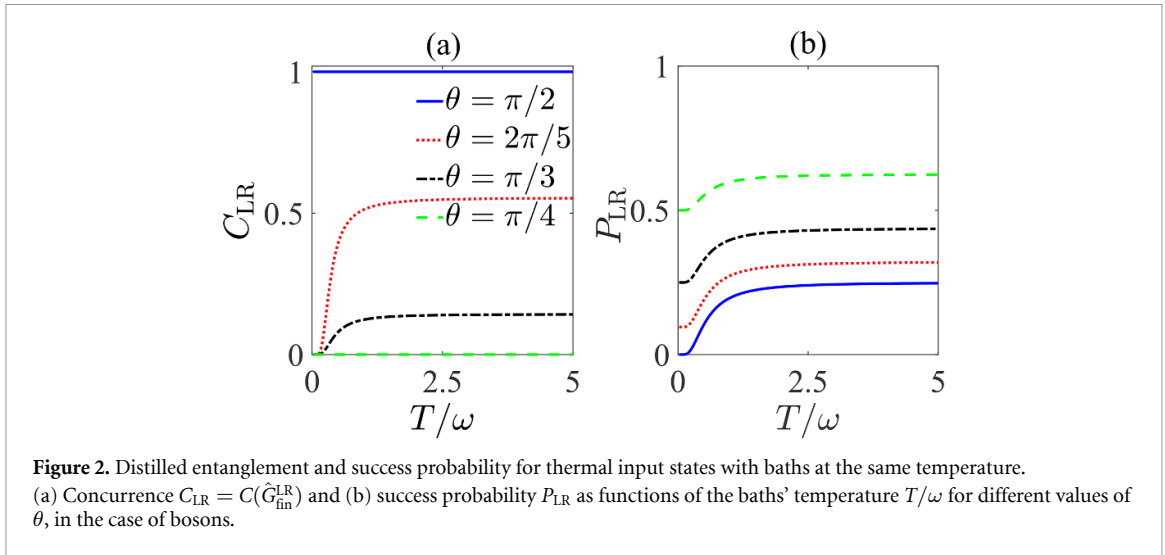 (a)
1
0.5
0
C_LR
θ = π/2
θ = 2π/5
θ = π/3
θ = π/4
0 2.5 5
T/ω
(b)
1
0.5
0
P_LR
0 2.5 5
T/ω
Figure 2. Distilled entanglement and success probability for thermal input states with baths at the same temperature.
(a) Concurrence C_LR = C(Ĝ_fin^LR) and (b) success probability P_LR as functions of the baths' temperature T/ω for different values of
θ, in the case of bosons.